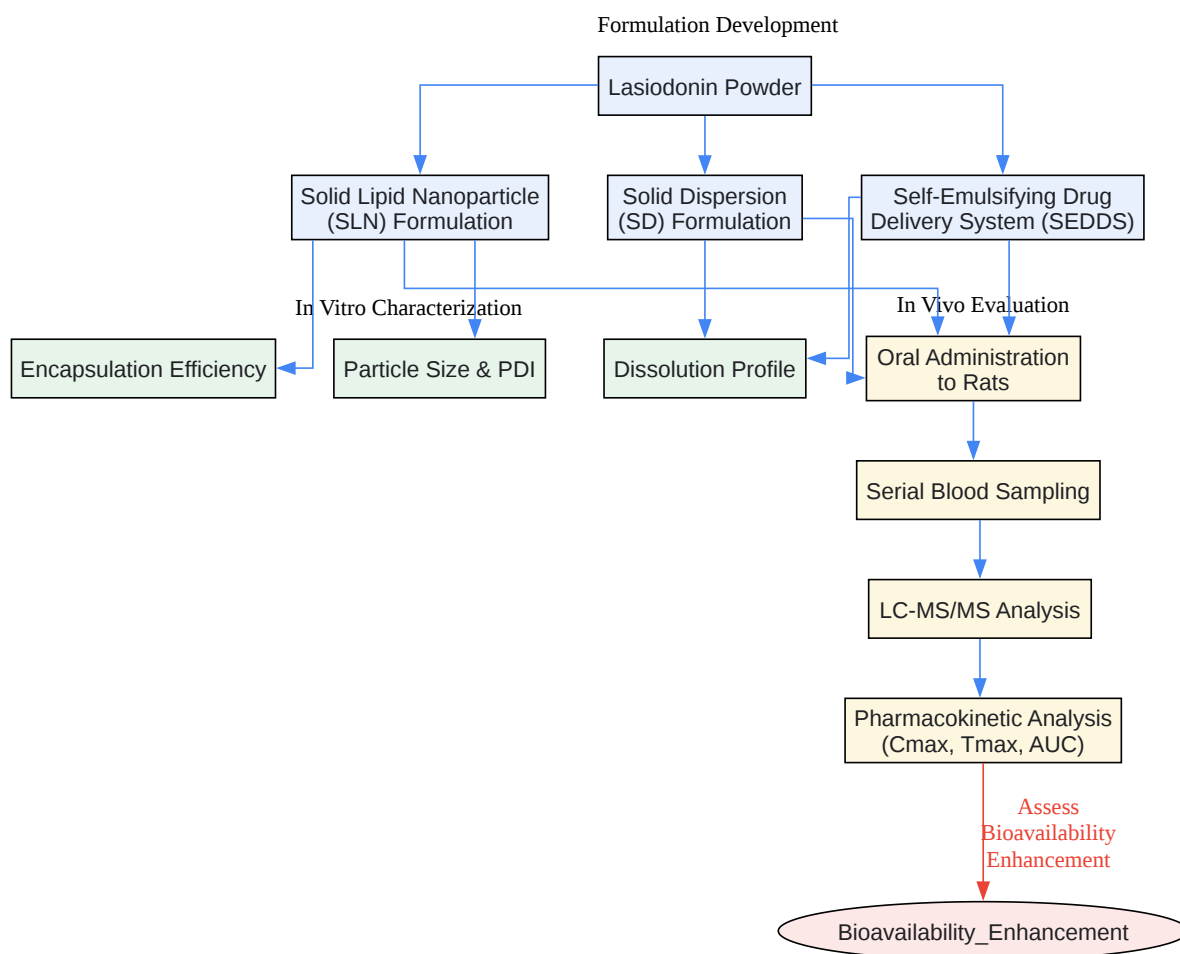 Formulation Development
Lasiodonin Powder
Solid Lipid Nanoparticle
(SLN) Formulation
Solid Dispersion
(SD) Formulation
Self-Emulsifying Drug
Delivery System (SEDDS)
In Vitro Characterization
In Vivo Evaluation
Encapsulation Efficiency
Particle Size & PDI
Dissolution Profile
Oral Administration
to Rats
Serial Blood Sampling
LC-MS/MS Analysis
Pharmacokinetic Analysis
(Cmax, Tmax, AUC)
Assess
Bioavailability
Enhancement
Bioavailability_Enhancement